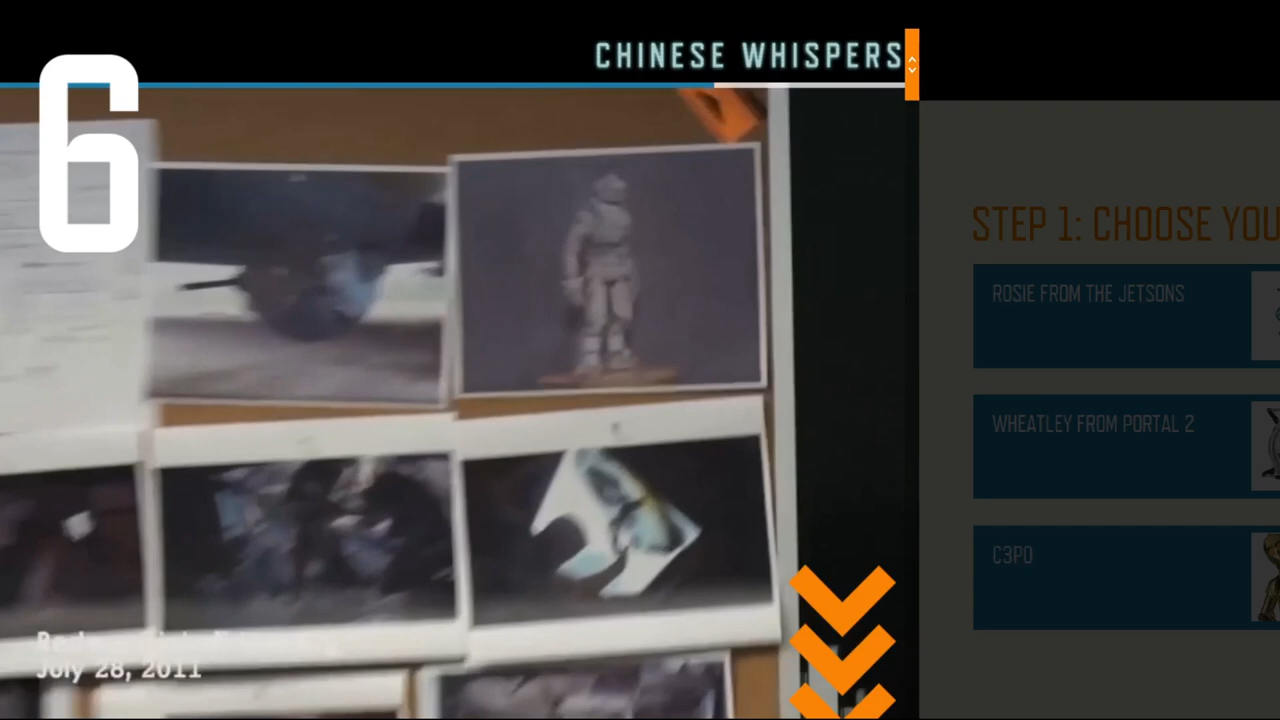 CHINESE WHISPERS
6
July 28, 2011
STEP 1: CHOOSE YOU
ROSIE FROM THE JETSONS
WHEATLEY FROM PORTAL 2
C3PO